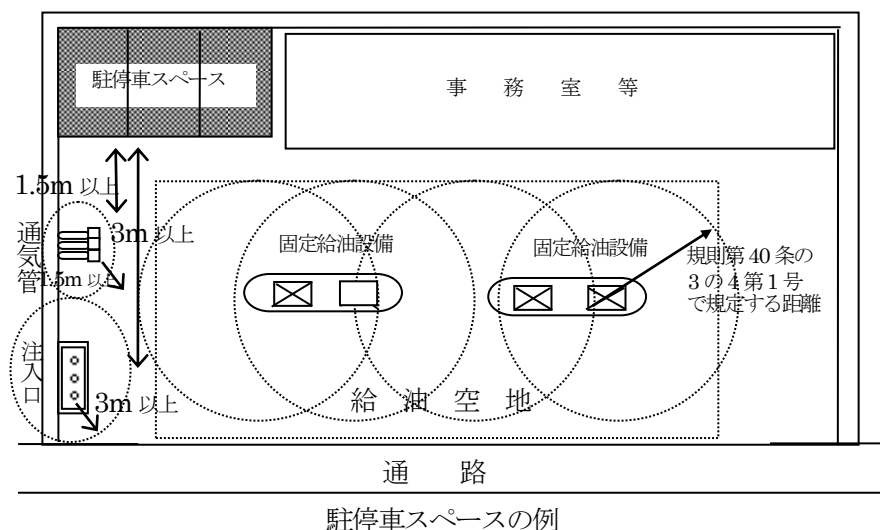 駐停車スペース
事務室等
1.5m 以上
通気管
3m 以上
1.5m 以上
固定給油設備
固定給油設備
規則第 40 条の
3 の 4 第 1 号
で規定する距離
注入口
3m 以上
給油空地
通路
駐停車スペースの例